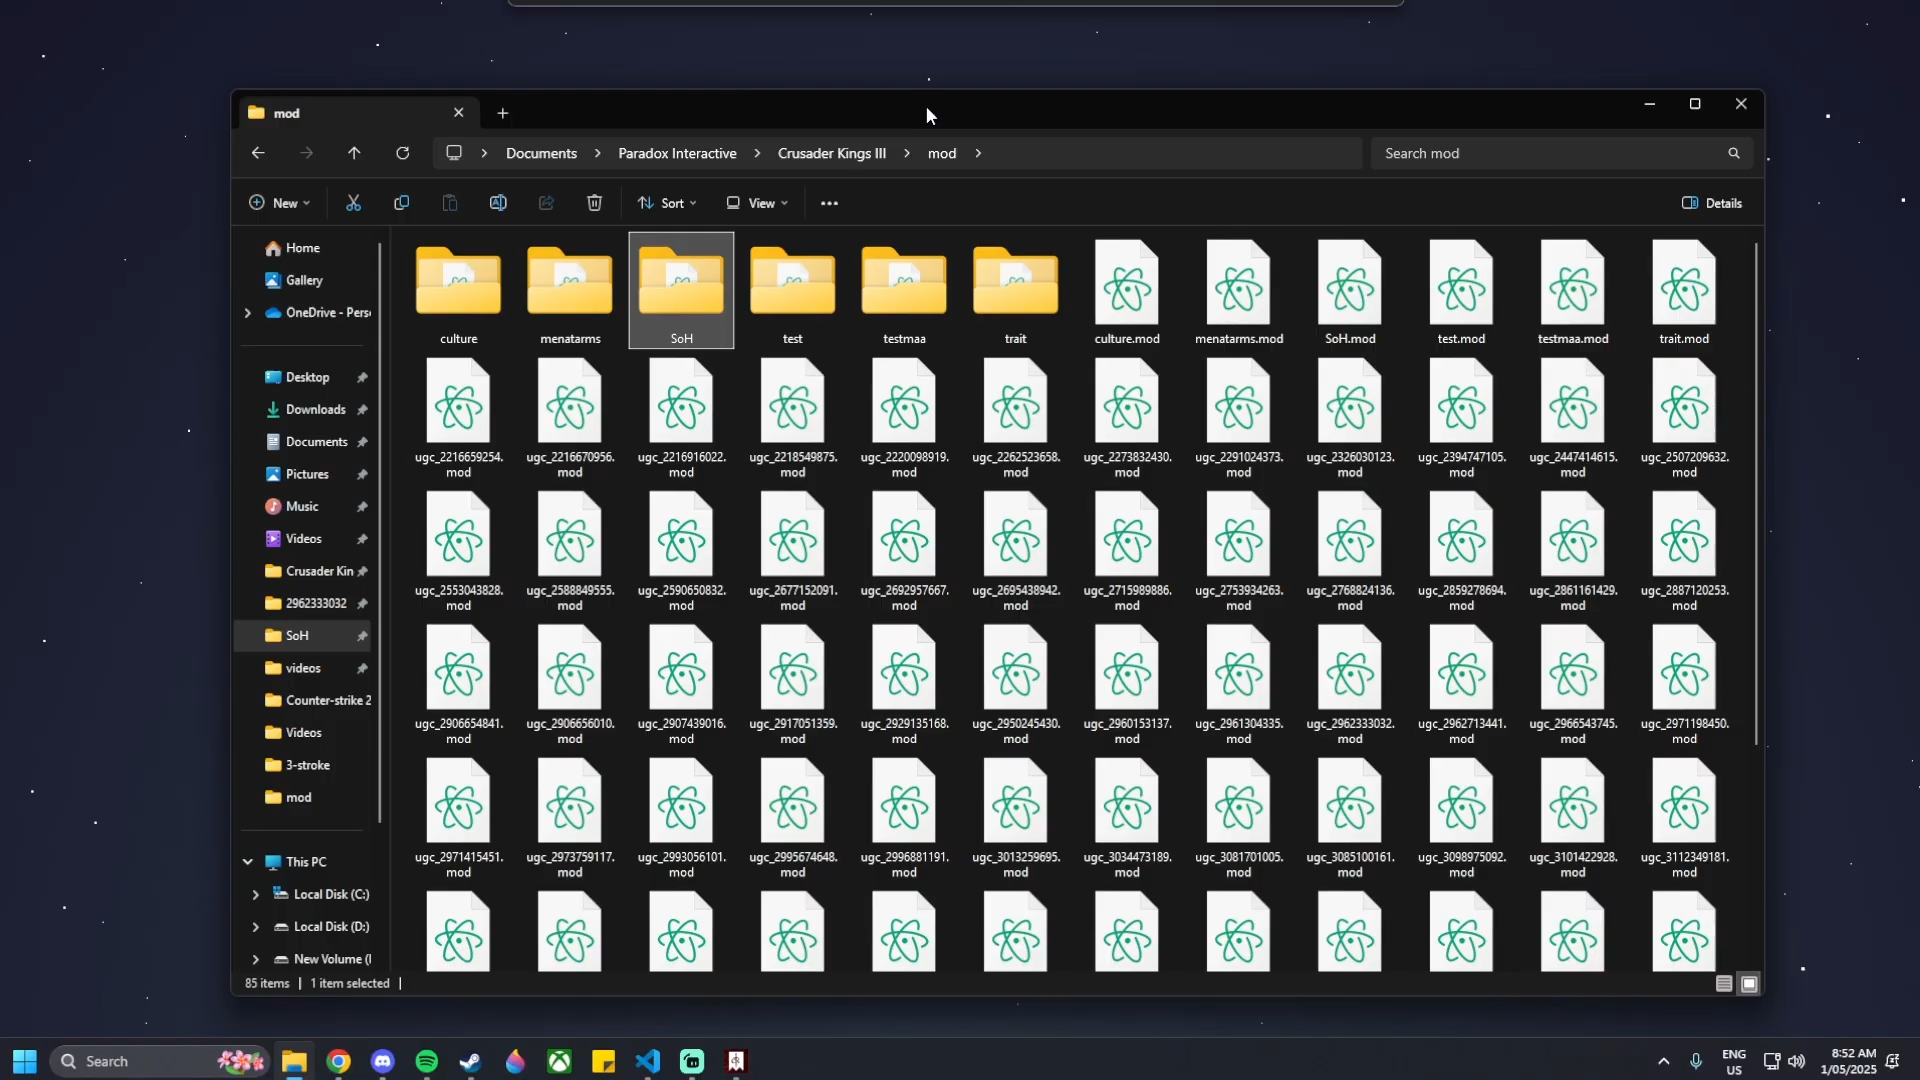 mod
Documents
Paradox Interactive
Crusader Kings III
mod
Search mod
New
Sort
View
Details
Home
Gallery
OneDrive - Pers
Desktop
Downloads
Documents
Pictures
Music
Videos
Crusader Kin
2962333032
SoH
videos
Counter-strike 2
Videos
3-stroke
mod
This PC
Local Disk (C:)
Local Disk (D:)
New Volume (
culture
menatarms
SoH
test
testmaa
trait
culture.mod
menatarms.mod
SoH.mod
test.mod
testmaa.mod
trait.mod
ugc_2216659254.
mod
ugc_2216670956.
mod
ugc_2216916022.
mod
ugc_2218549875.
mod
ugc_2220098919.
mod
ugc_2262523658.
mod
ugc_2273832430.
mod
ugc_2291024373.
mod
ugc_2326030123.
mod
ugc_2394747105.
mod
ugc_2447414615.
mod
ugc_2507209632.
mod
ugc_2553043828.
mod
ugc_2588849555.
mod
ugc_2590650832.
mod
ugc_2677152091.
mod
ugc_2692957667.
mod
ugc_2695438942.
mod
ugc_2715989886.
mod
ugc_2753934263.
mod
ugc_2768824136.
mod
ugc_2859278694.
mod
ugc_2861161429.
mod
ugc_2887120253.
mod
ugc_2906654841.
mod
ugc_2906656010.
mod
ugc_2907439016.
mod
ugc_2917051359.
mod
ugc_2929135168.
mod
ugc_2950245430.
mod
ugc_2960153137.
mod
ugc_2961304335.
mod
ugc_2962333032.
mod
ugc_2962713441.
mod
ugc_2966543745.
mod
ugc_2971198450.
mod
ugc_2971415451.
mod
ugc_2973759117.
mod
ugc_2993056101.
mod
ugc_2995674648.
mod
ugc_2996881191.
mod
ugc_3013259695.
mod
ugc_3034473189.
mod
ugc_3081701005.
mod
ugc_3085100161.
mod
ugc_3098975092.
mod
ugc_3101422928.
mod
ugc_3112349181.
mod
85 items
1 item selected
Search
ENG
US
8:52 AM
1/05/2025